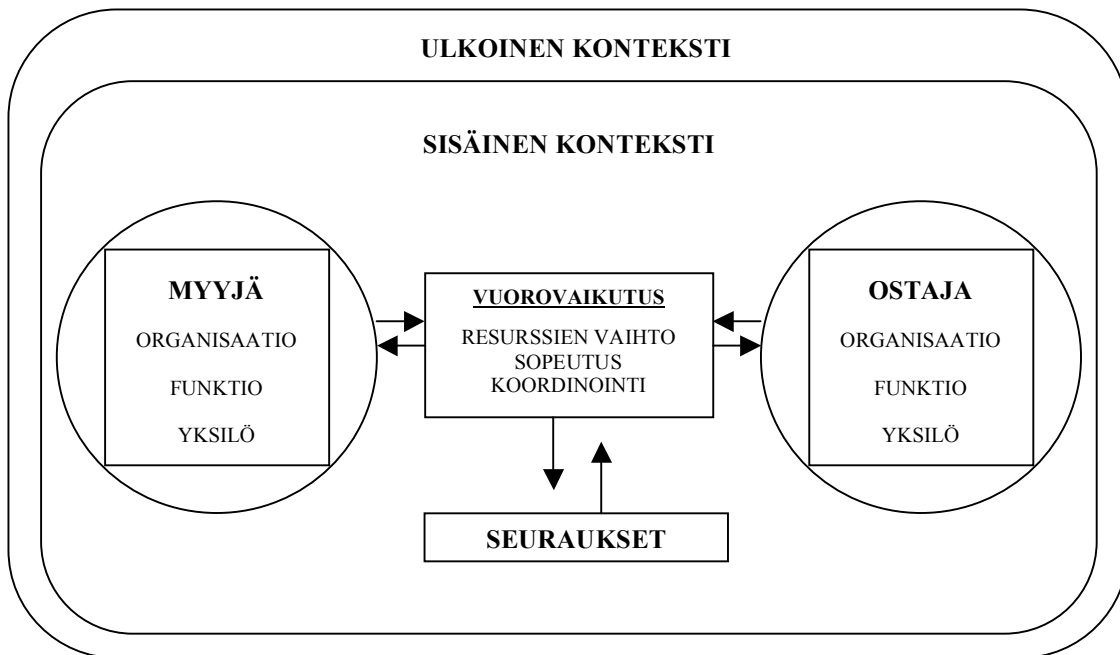 ULKOINEN KONTEKSTI
SISÄINEN KONTEKSTI
MYYJÄ
ORGANISAATIO
FUNKTIO
YKSILÖ
VUOROVAIKUTUS
RESURSSIEN VAIHTO
SOPEUTUS
KOORDINOINTI
OSTAJA
ORGANISAATIO
FUNKTIO
YKSILÖ
SEURAUKSET